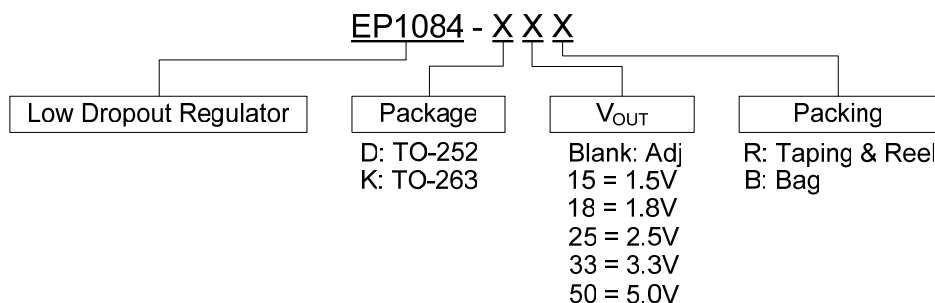 EP1084 - X X X
Low Dropout Regulator
Package
D: TO-252
K: TO-263
VOUT
Blank: Adj
15 = 1.5V
18 = 1.8V
25 = 2.5V
33 = 3.3V
50 = 5.0V
Packing
R: Taping & Reel
B: Bag